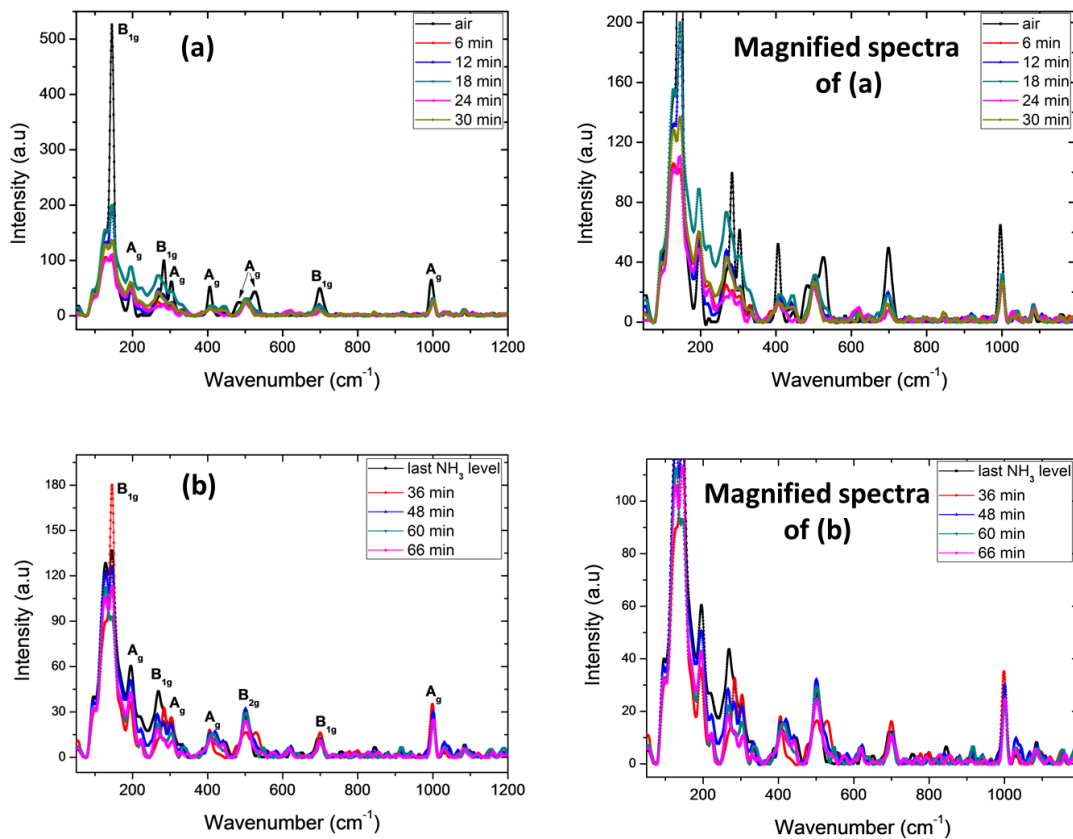 (a)
B1g
Ag
B1g
Ag
Ag
Ag
B1g
Ag
air
6 min
12 min
18 min
24 min
30 min
500
400
300
200
100
0
200 400 600 800 1000 1200
Intensity (a.u)
Wavenumber (cm-1)
Magnified spectra
of (a)
air
6 min
12 min
18 min
24 min
30 min
200
160
120
80
40
0
200 400 600 800 1000
Intensity (a.u)
Wavenumber (cm-1)
(b)
B1g
Ag
B1g
Ag
Ag
B2g
B1g
Ag
last NH3 level
36 min
48 min
60 min
66 min
180
150
120
90
60
30
0
200 400 600 800 1000 1200
Intensity (a.u)
Wavenumber (cm-1)
Magnified spectra
of (b)
last NH3 level
36 min
48 min
60 min
66 min
100
80
60
40
20
0
200 400 600 800 1000
Intensity (a.u)
Wavenumber (cm-1)